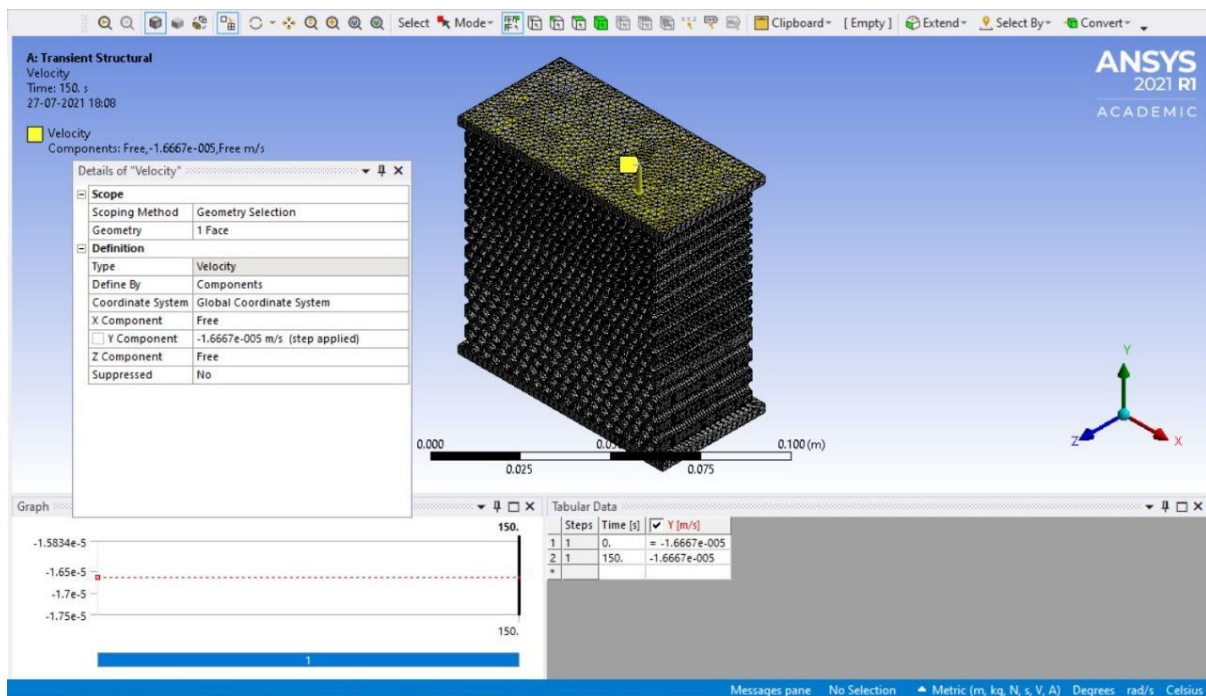 Select Mode Clipboard [ Empty ] Extend Select By Convert
A: Transient Structural
Velocity
Time: 150. s
27-07-2021 18:08
Velocity
Components: Free,-1.6667e-005,Free m/s
ANSYS
2021 R1
ACADEMIC
Details of "Velocity"
Scope
Scoping Method Geometry Selection
Geometry 1 Face
Definition
Type Velocity
Define By Components
Coordinate System Global Coordinate System
X Component Free
Y Component -1.6667e-005 m/s (step applied)
Z Component Free
Suppressed No
Y
Z X
0.000 0.100 (m)
0.025 0.075
Graph
150.
-1.5834e-5
-1.65e-5
-1.7e-5
-1.75e-5
150.
1
Tabular Data
Steps Time [s] Y [m/s]
1 1 0. = -1.6667e-005
2 1 150. -1.6667e-005
*
Messages pane No Selection Metric (m, kg, N, s, V, A) Degrees rad/s Celsius